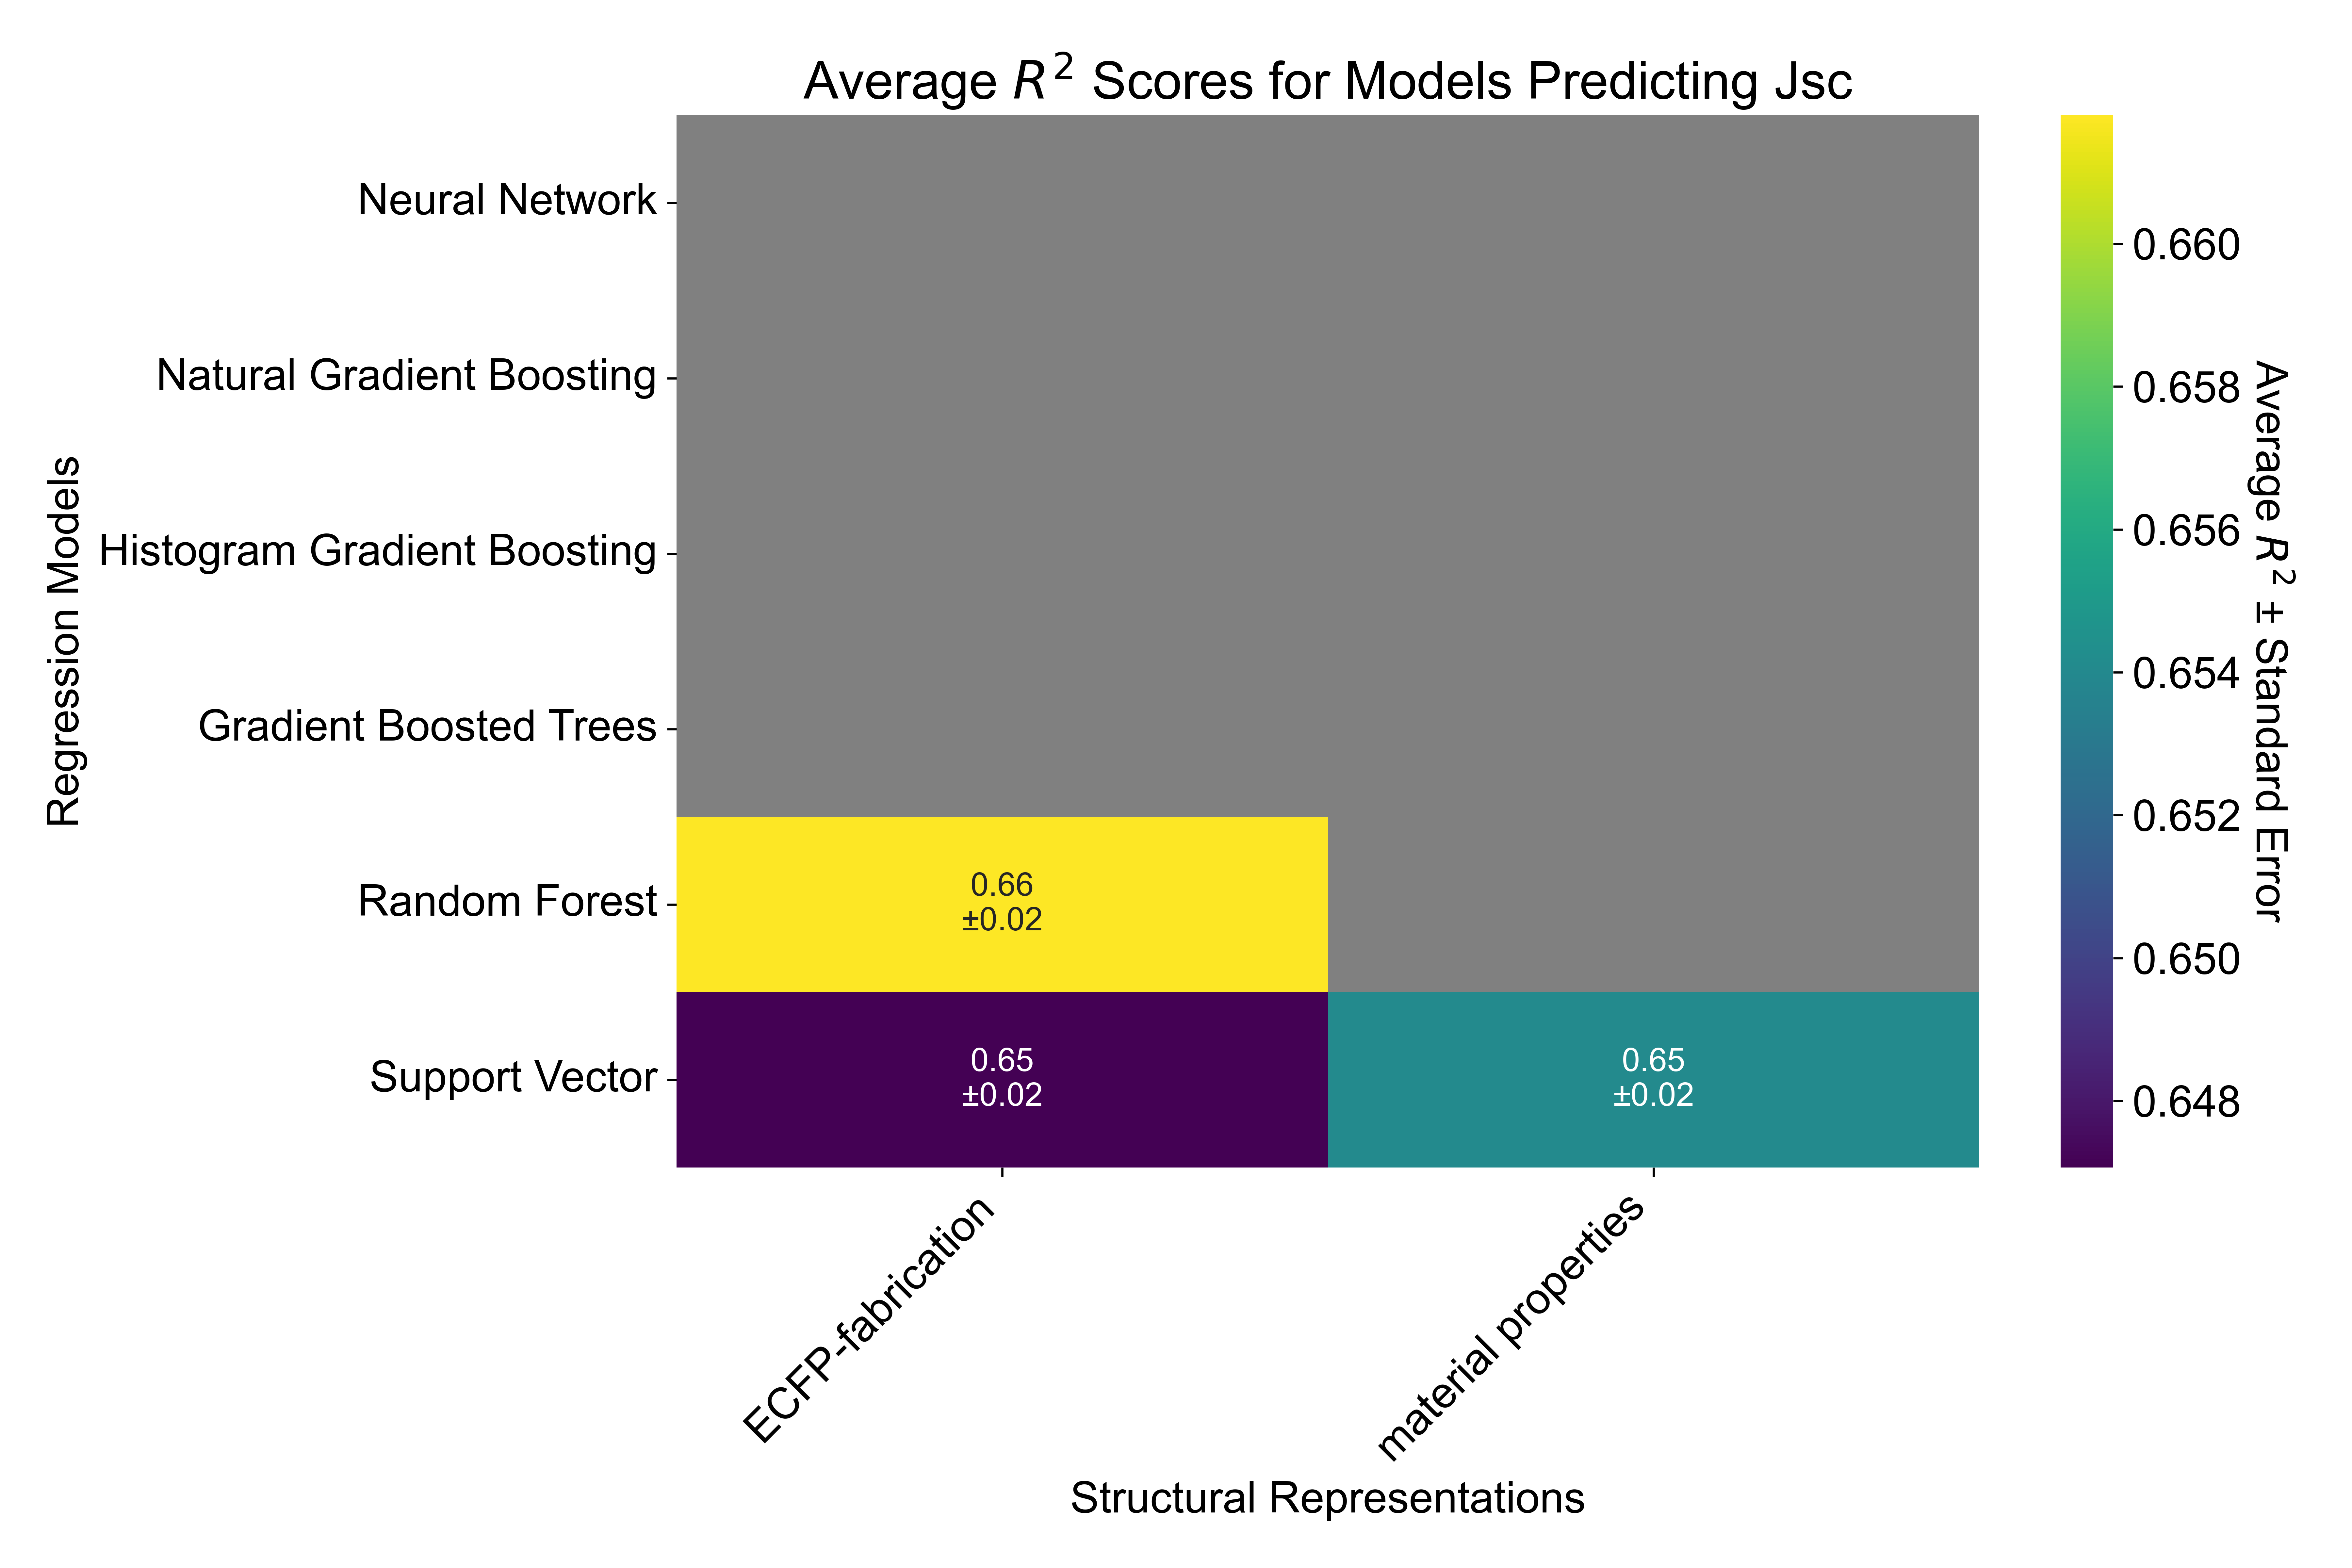 Average R² Scores for Models Predicting Jsc
Regression Models
Neural Network
Natural Gradient Boosting
Histogram Gradient Boosting
Gradient Boosted Trees
Random Forest
Support Vector
0.66
±0.02
0.65
±0.02
0.65
±0.02
ECFP-fabrication
material properties
Structural Representations
0.660
0.658
0.656
0.654
0.652
0.650
0.648
Average R² ± Standard Error